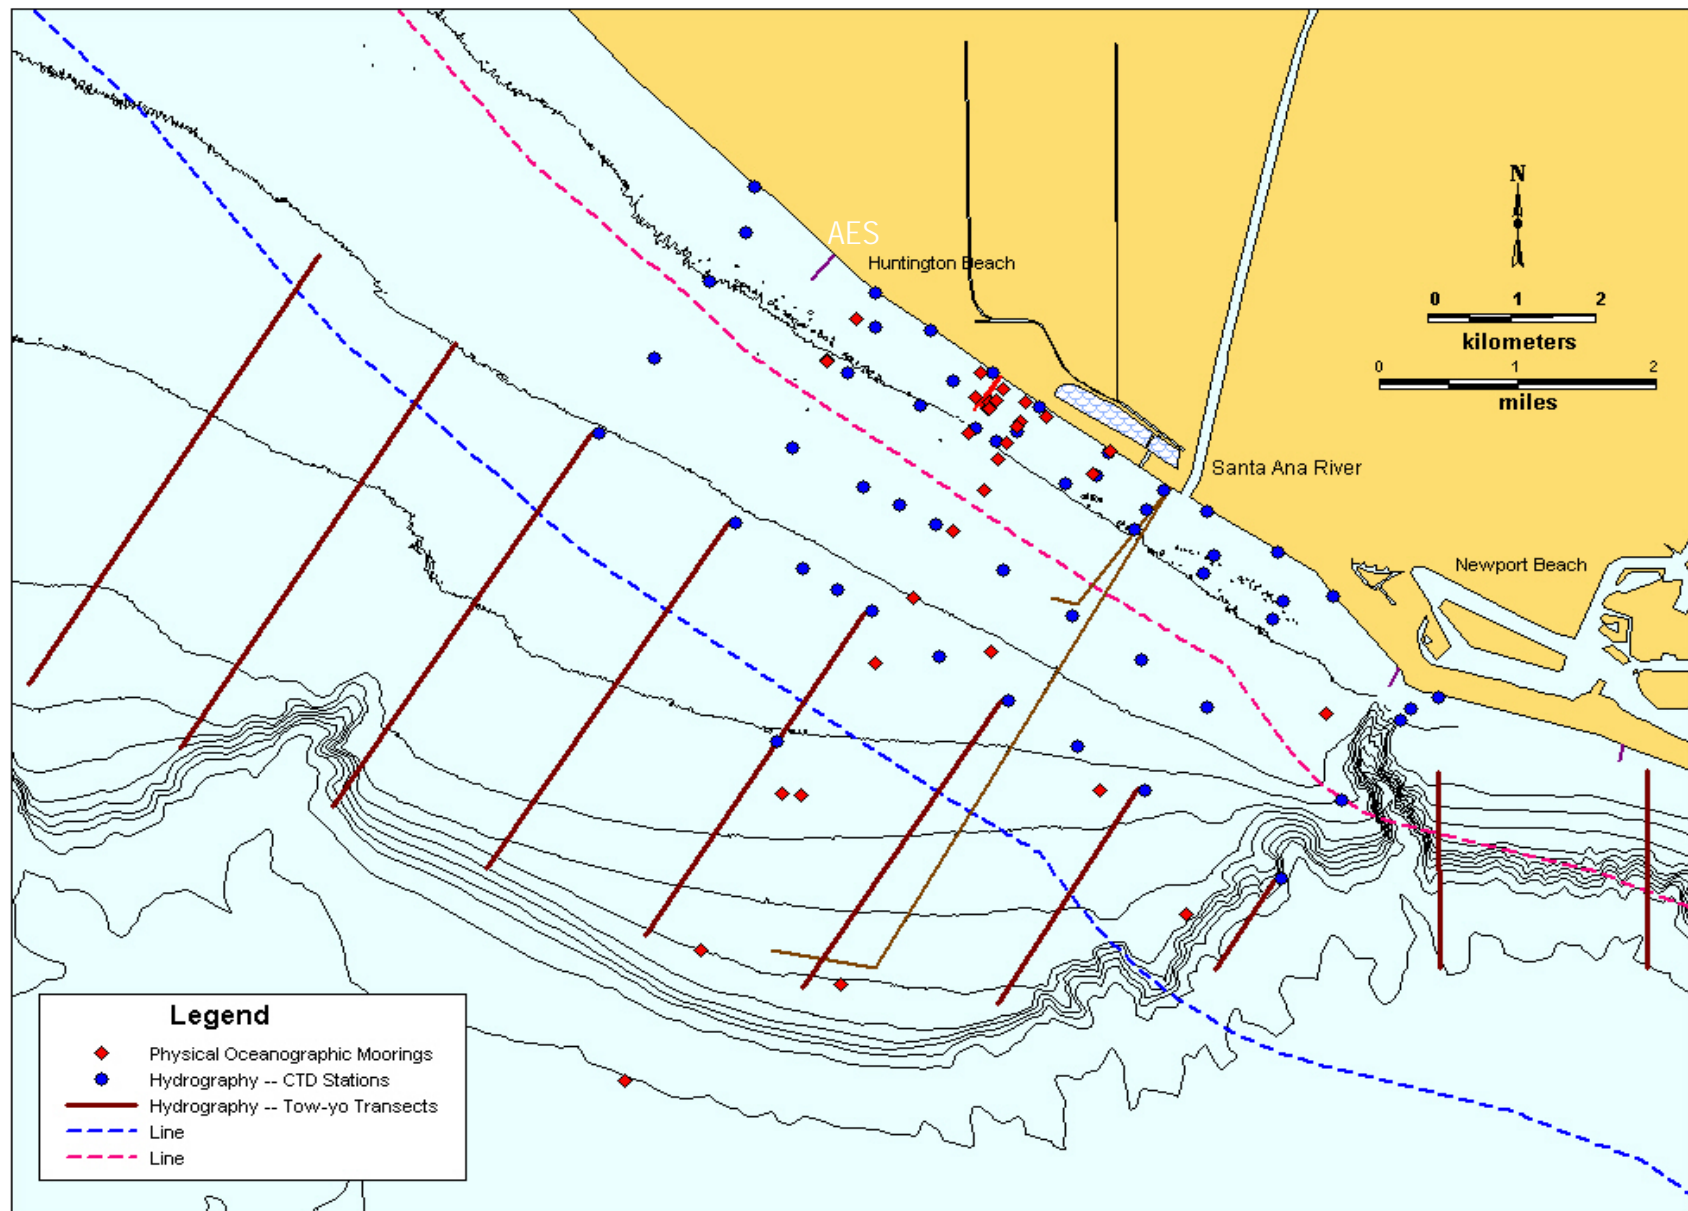 AES
Huntington Beach
N
0 1 2
kilometers
0 1 2
miles
Santa Ana River
Newport Beach
Legend
Physical Oceanographic Moorings
Hydrography -- CTD Stations
Hydrography -- Tow-yo Transects
Line
Line